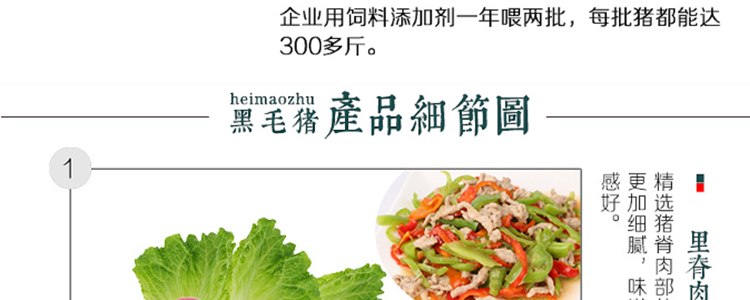 企业用饲料添加剂一年喂两批，每批猪都能达
300多斤。
heimaozhu
黑毛猪產品細節圖
1
里脊肉
精选猪脊肉部
更加细腻，味
感好。